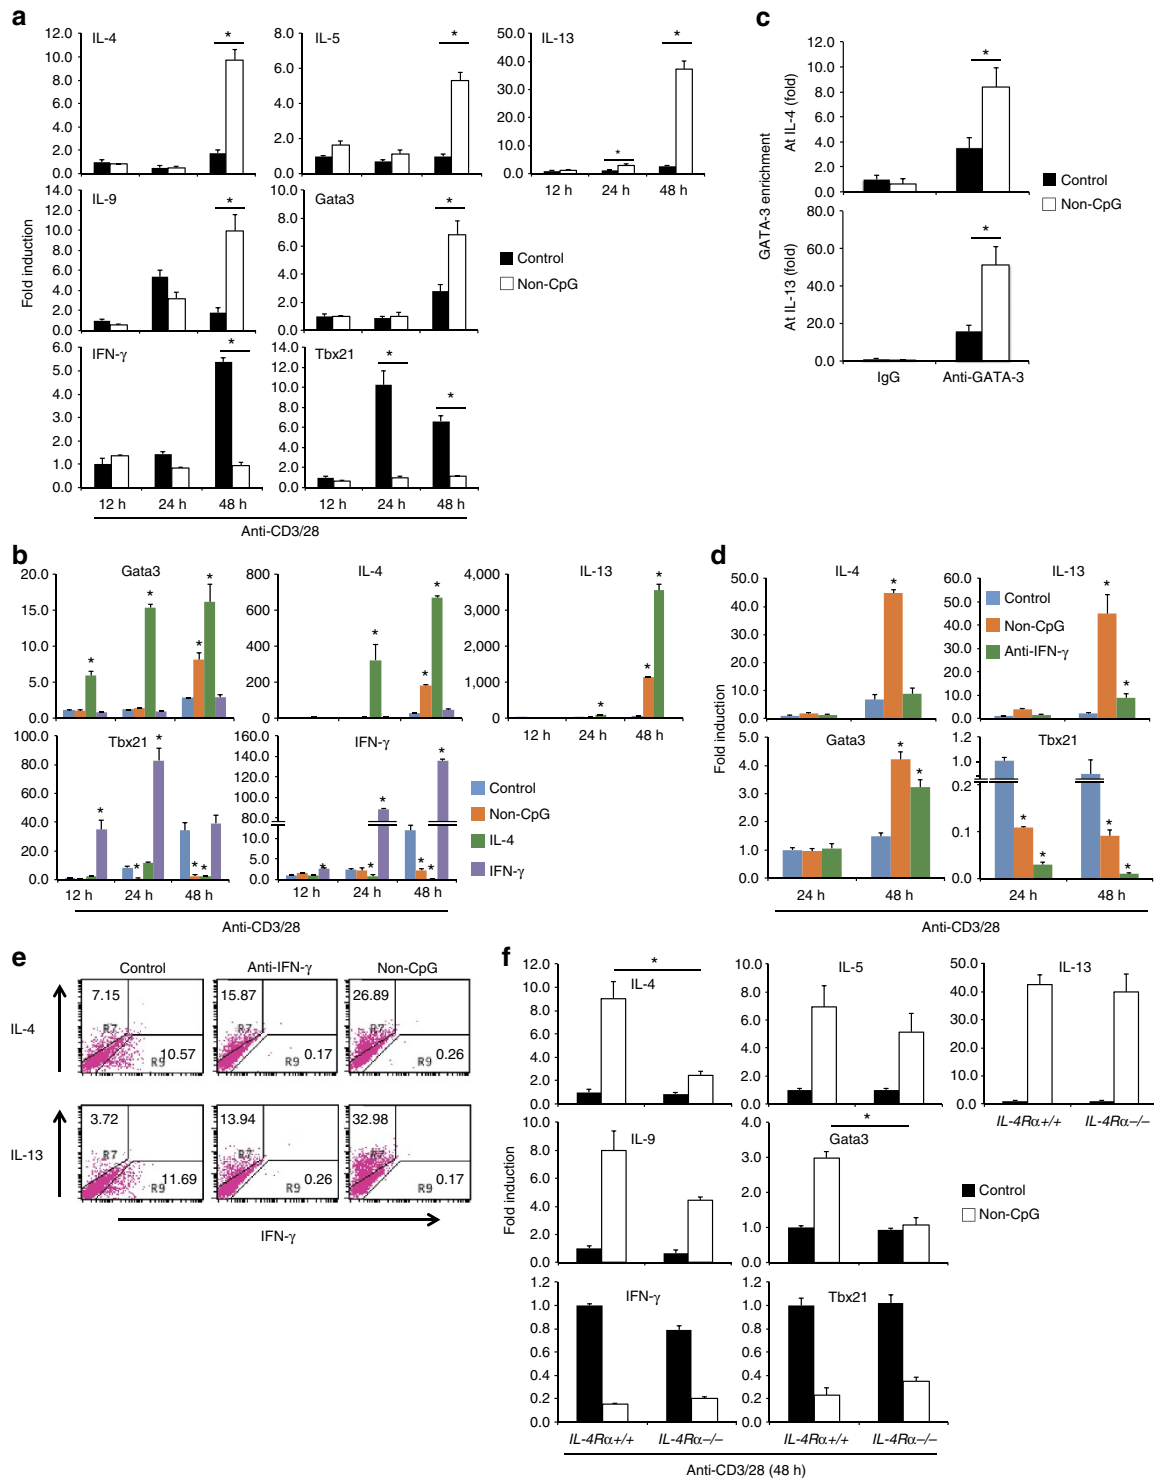 a
IL-4
12.0
10.0
8.0
6.0
4.0
2.0
0.0
*
IL-5
8.0
6.0
4.0
2.0
0.0
*
IL-13
50.0
40.0
30.0
20.0
10.0
0.0
*
*
12 h 24 h 48 h
IL-9
14.0
12.0
10.0
8.0
6.0
4.0
2.0
0.0
*
Gata3
10.0
8.0
6.0
4.0
2.0
0.0
*
Control
Non-CpG
Fold induction
IFN-γ
6.0
5.0
4.0
3.0
2.0
1.0
0.0
*
Tbx21
14.0
12.0
10.0
8.0
6.0
4.0
2.0
0.0
*
*
12 h 24 h 48 h 12 h 24 h 48 h
Anti-CD3/28
c
12.0
10.0
8.0
6.0
4.0
2.0
0.0
*
At IL-4 (fold)
GATA-3 enrichment
Control
Non-CpG
80.0
60.0
40.0
20.0
0.0
*
At IL-13 (fold)
IgG Anti-GATA-3
b
Gata3
20.0
15.0
10.0
5.0
0.0
* * * *
IL-4
800
600
400
200
0
* * *
IL-13
4,000
3,000
2,000
1,000
0
* * *
12 h 24 h 48 h
Tbx21
100.0
80.0
60.0
40.0
20.0
0.0
* * * * *
IFN-γ
160.0
140.0
120.0
100.0
80.0
10.0
5.0
0.0
* * * * * *
Control
Non-CpG
IL-4
IFN-γ
12 h 24 h 48 h 12 h 24 h 48 h
Anti-CD3/28
d
IL-4
50.0
40.0
30.0
20.0
10.0
0.0
*
IL-13
60.0
50.0
40.0
30.0
20.0
10.0
0.0
* *
Control
Non-CpG
Anti-IFN-γ
Fold induction
Gata3
5.0
4.0
3.0
2.0
1.0
0.0
* *
Tbx21
1.2
1.0
0.2
0.1
0.0
* * * *
24 h 48 h 24 h 48 h
Anti-CD3/28
e
Control Anti-IFN-γ Non-CpG
IL-4
7.15 R7 R9 10.57
15.87 R7 R9 0.17
26.89 R7 R9 0.26
IL-13
3.72 R7 R9 11.69
13.94 R7 R9 0.26
32.98 R7 R9 0.17
IFN-γ
f
IL-4
12.0
10.0
8.0
6.0
4.0
2.0
0.0
*
IL-5
10.0
8.0
6.0
4.0
2.0
0.0
IL-13
50.0
40.0
30.0
20.0
10.0
0.0
IL-4Rα+/+ IL-4Rα−/−
IL-9
10.0
8.0
6.0
4.0
2.0
0.0
Gata3
4.0
3.0
2.0
1.0
0.0
*
Control
Non-CpG
Fold induction
IFN-γ
1.2
1.0
0.8
0.6
0.4
0.2
0.0
Tbx21
1.2
1.0
0.8
0.6
0.4
0.2
0.0
IL-4Rα+/+ IL-4Rα−/− IL-4Rα+/+ IL-4Rα−/−
Anti-CD3/28 (48 h)